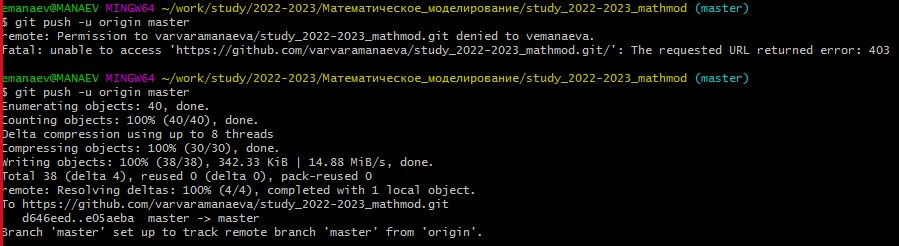 emanaev@MANAEV MINGW64 ~/work/study/2022-2023/Математическое_моделирование/study_2022-2023_mathmod (master)
$ git push -u origin master
remote: Permission to varvaramanaeva/study_2022-2023_mathmod.git denied to vemanaeva.
fatal: unable to access 'https://github.com/varvaramanaeva/study_2022-2023_mathmod.git/': The requested URL returned error: 403
emanaev@MANAEV MINGW64 ~/work/study/2022-2023/Математическое_моделирование/study_2022-2023_mathmod (master)
$ git push -u origin master
Enumerating objects: 40, done.
Counting objects: 100% (40/40), done.
Delta compression using up to 8 threads
Compressing objects: 100% (30/30), done.
Writing objects: 100% (38/38), 342.33 KiB | 14.88 MiB/s, done.
Total 38 (delta 4), reused 0 (delta 0), pack-reused 0
remote: Resolving deltas: 100% (4/4), completed with 1 local object.
To https://github.com/varvaramanaeva/study_2022-2023_mathmod.git
   d646eed..e05aeba  master -> master
Branch 'master' set up to track remote branch 'master' from 'origin'.